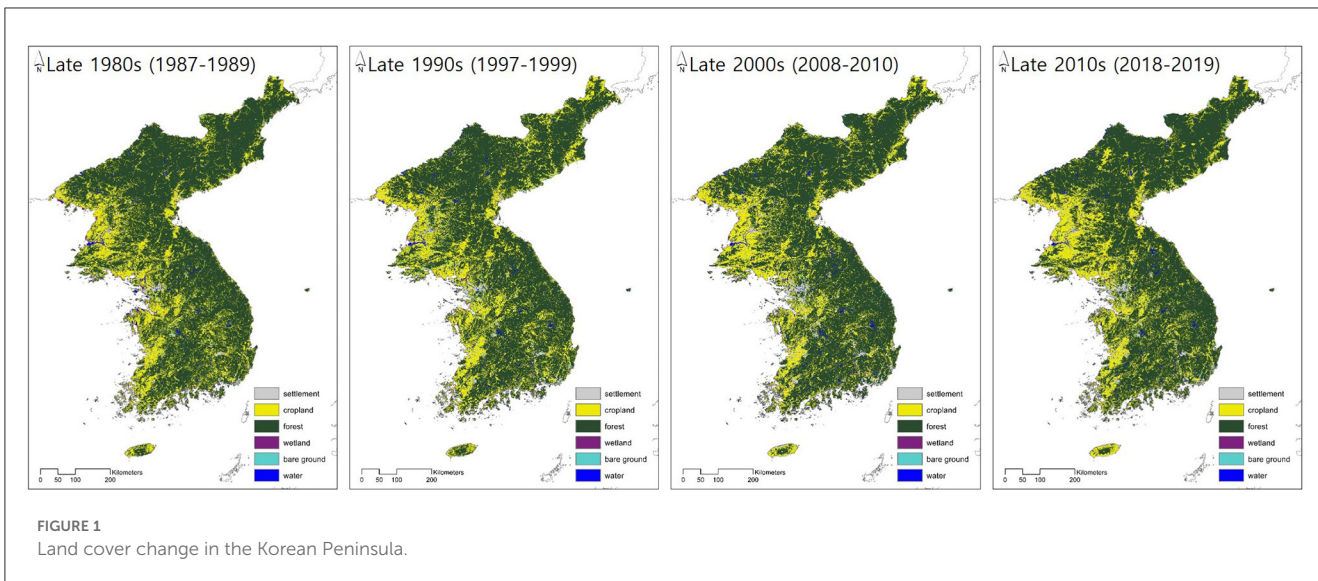 N
Late 1980s (1987-1989)
settlement
cropland
forest
wetland
bare ground
water
Kilometers
0 50 100 200
N
Late 1990s (1997-1999)
settlement
cropland
forest
wetland
bare ground
water
Kilometers
0 50 100 200
N
Late 2000s (2008-2010)
settlement
cropland
forest
wetland
bare ground
water
Kilometers
0 50 100 200
N
Late 2010s (2018-2019)
settlement
cropland
forest
wetland
bare ground
water
Kilometers
0 50 100 200
FIGURE 1
Land cover change in the Korean Peninsula.